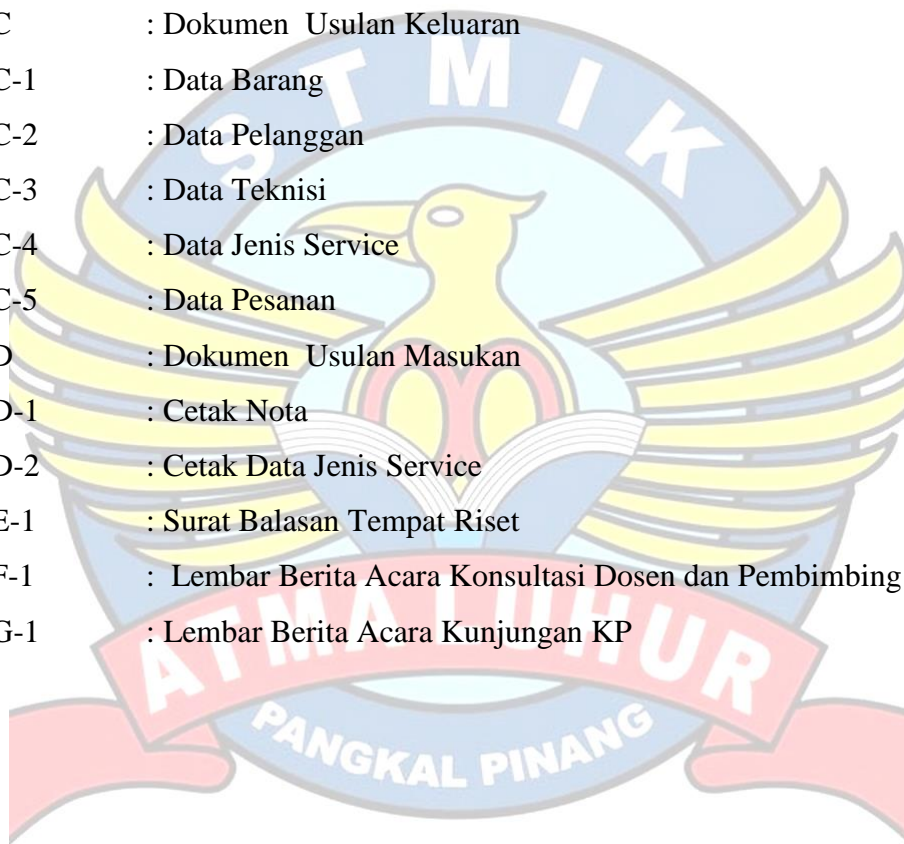 C : Dokumen Usulan Keluaran
C-1 : Data Barang
C-2 : Data Pelanggan
C-3 : Data Teknisi
C-4 : Data Jenis Service
C-5 : Data Pesanan
D : Dokumen Usulan Masukan
D-1 : Cetak Nota
D-2 : Cetak Data Jenis Service
E-1 : Surat Balasan Tempat Riset
F-1 : Lembar Berita Acara Konsultasi Dosen dan Pembimbing
G-1 : Lembar Berita Acara Kunjungan KP
STMIK
ATMA LUHUR
PANGKAL PINANG